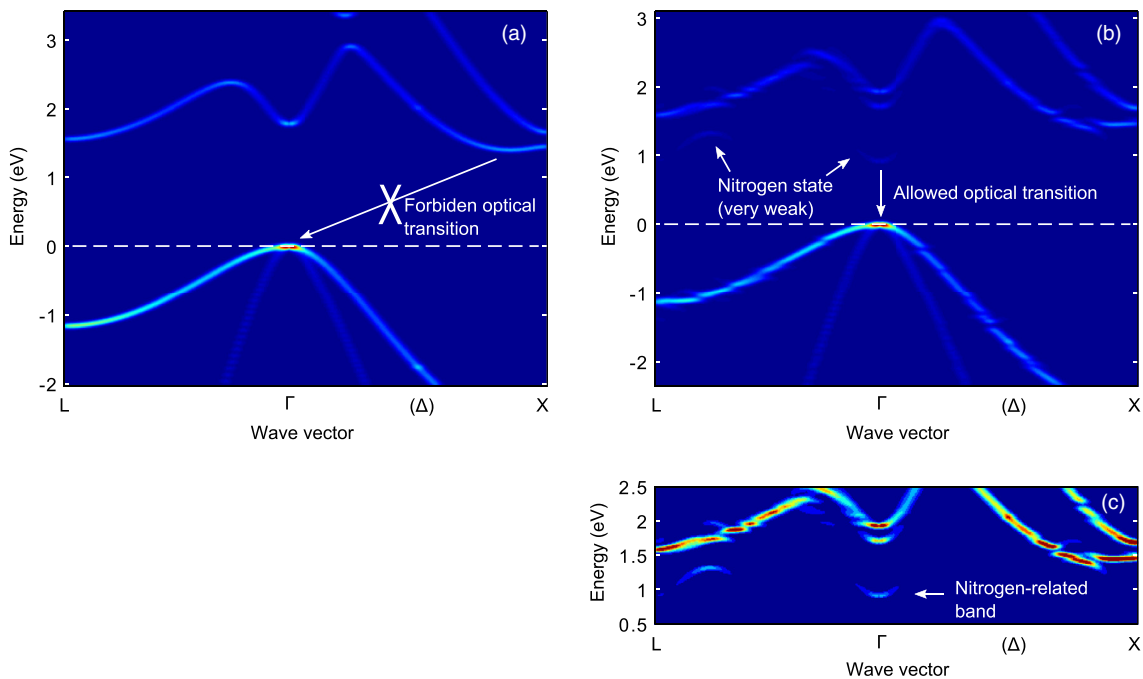 (a)
3
2
1
0
-1
-2
Energy (eV)
Forbiden optical
transition
L
Γ
(Δ)
X
Wave vector
(b)
3
2
1
0
-1
-2
Energy (eV)
Nitrogen state
(very weak)
Allowed optical transition
L
Γ
(Δ)
X
Wave vector
(c)
2.5
2
1.5
1
0.5
Energy (eV)
Nitrogen-related
band
L
Γ
(Δ)
X
Wave vector